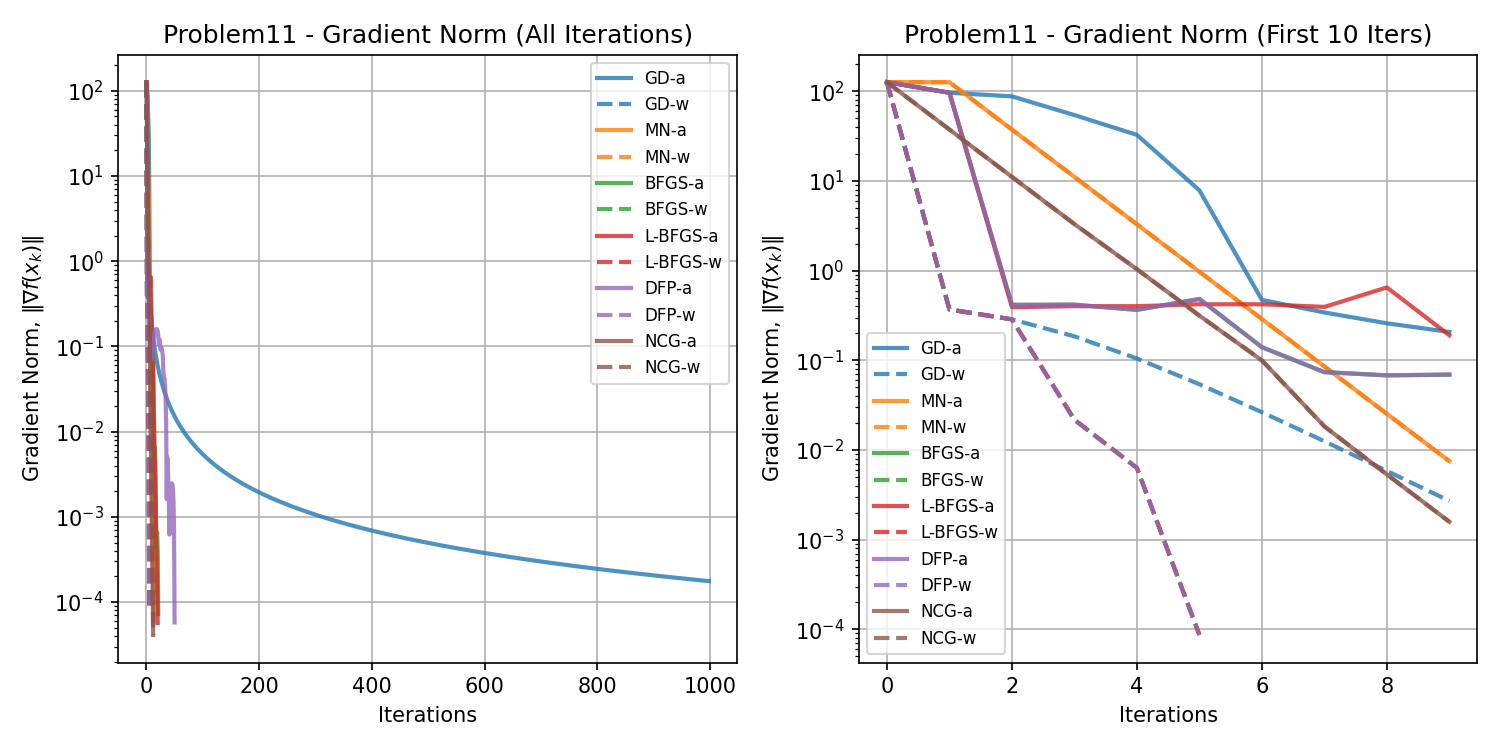 Problem11 - Gradient Norm (All Iterations)
Gradient Norm, ‖∇f(xₖ)‖
10²
10¹
10⁰
10⁻¹
10⁻²
10⁻³
10⁻⁴
GD-a
GD-w
MN-a
MN-w
BFGS-a
BFGS-w
L-BFGS-a
L-BFGS-w
DFP-a
DFP-w
NCG-a
NCG-w
0 200 400 600 800 1000
Iterations
Problem11 - Gradient Norm (First 10 Iters)
Gradient Norm, ‖∇f(xₖ)‖
10²
10¹
10⁰
10⁻¹
10⁻²
10⁻³
10⁻⁴
GD-a
GD-w
MN-a
MN-w
BFGS-a
BFGS-w
L-BFGS-a
L-BFGS-w
DFP-a
DFP-w
NCG-a
NCG-w
0 2 4 6 8
Iterations